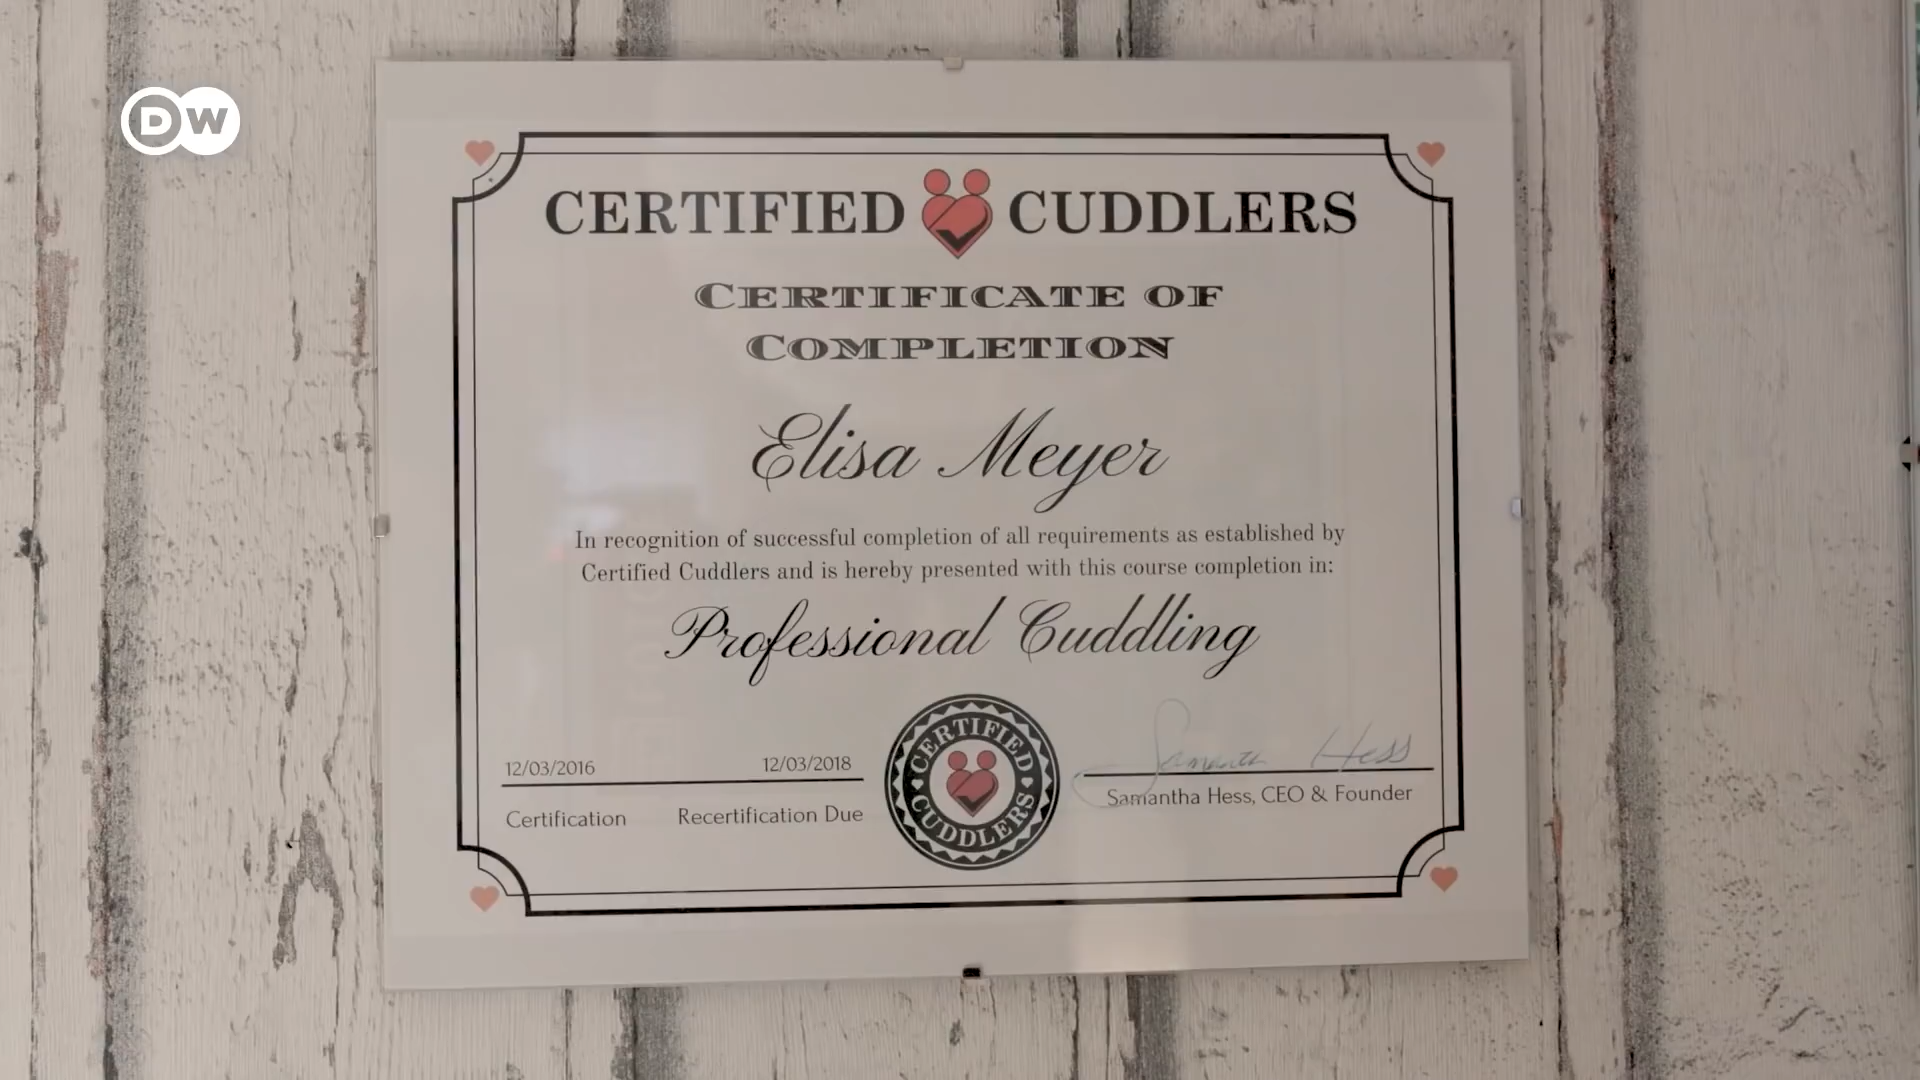 DW
CERTIFIED CUDDLERS
CERTIFICATE OF
COMPLETION
Elisa Meyer
In recognition of successful completion of all requirements as established by
Certified Cuddlers and is hereby presented with this course completion in:
Professional Cuddling
12/03/2016 12/03/2018
Certification Recertification Due
CERTIFIED
CUDDLERS
Samantha Hess
Samantha Hess, CEO & Founder